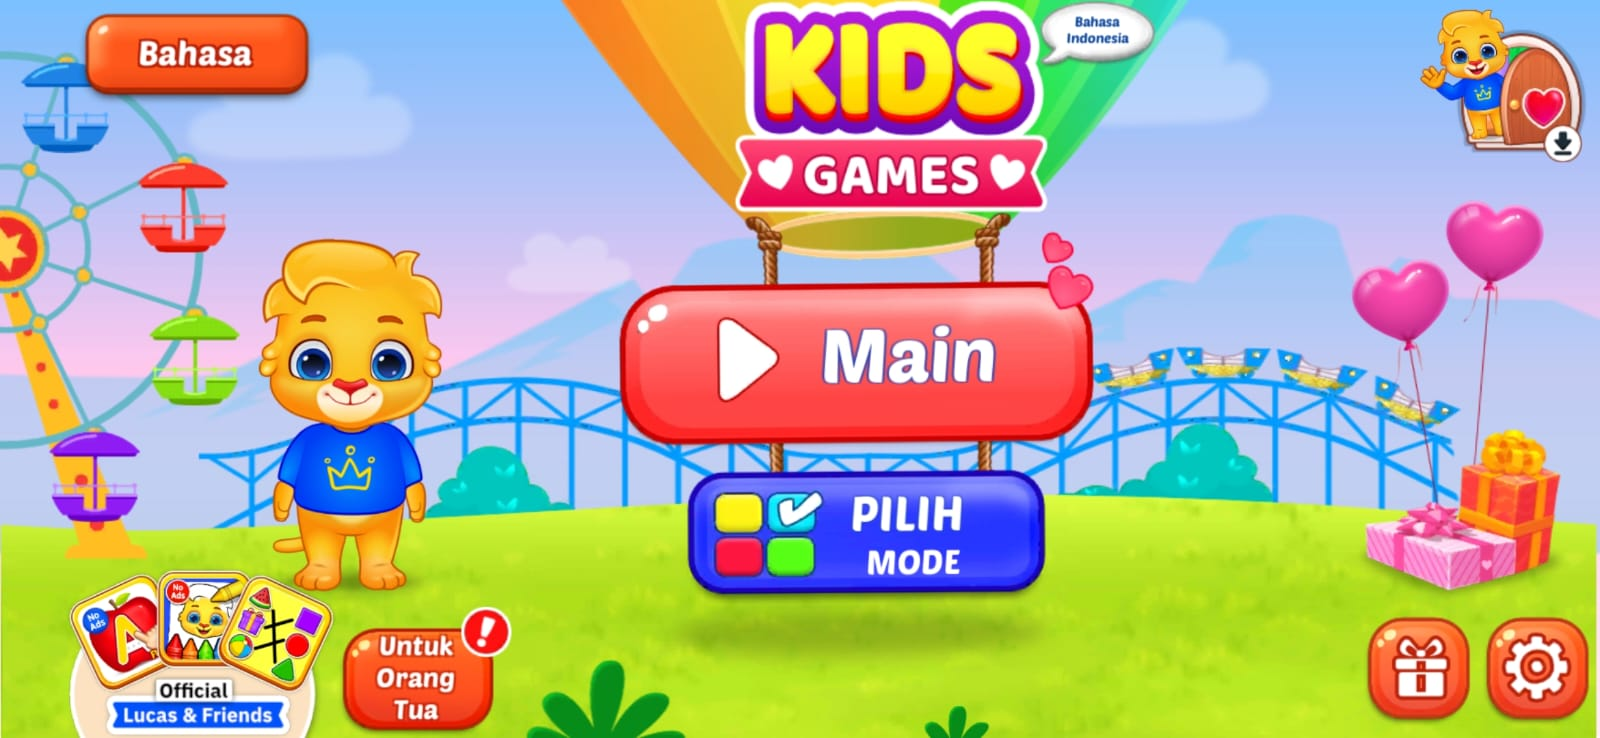 Bahasa
KIDS
GAMES
Bahasa
Indonesia
Main
PILIH
MODE
No
Ads
A
No
Ads
Official
Lucas & Friends
Untuk
Orang
Tua
!